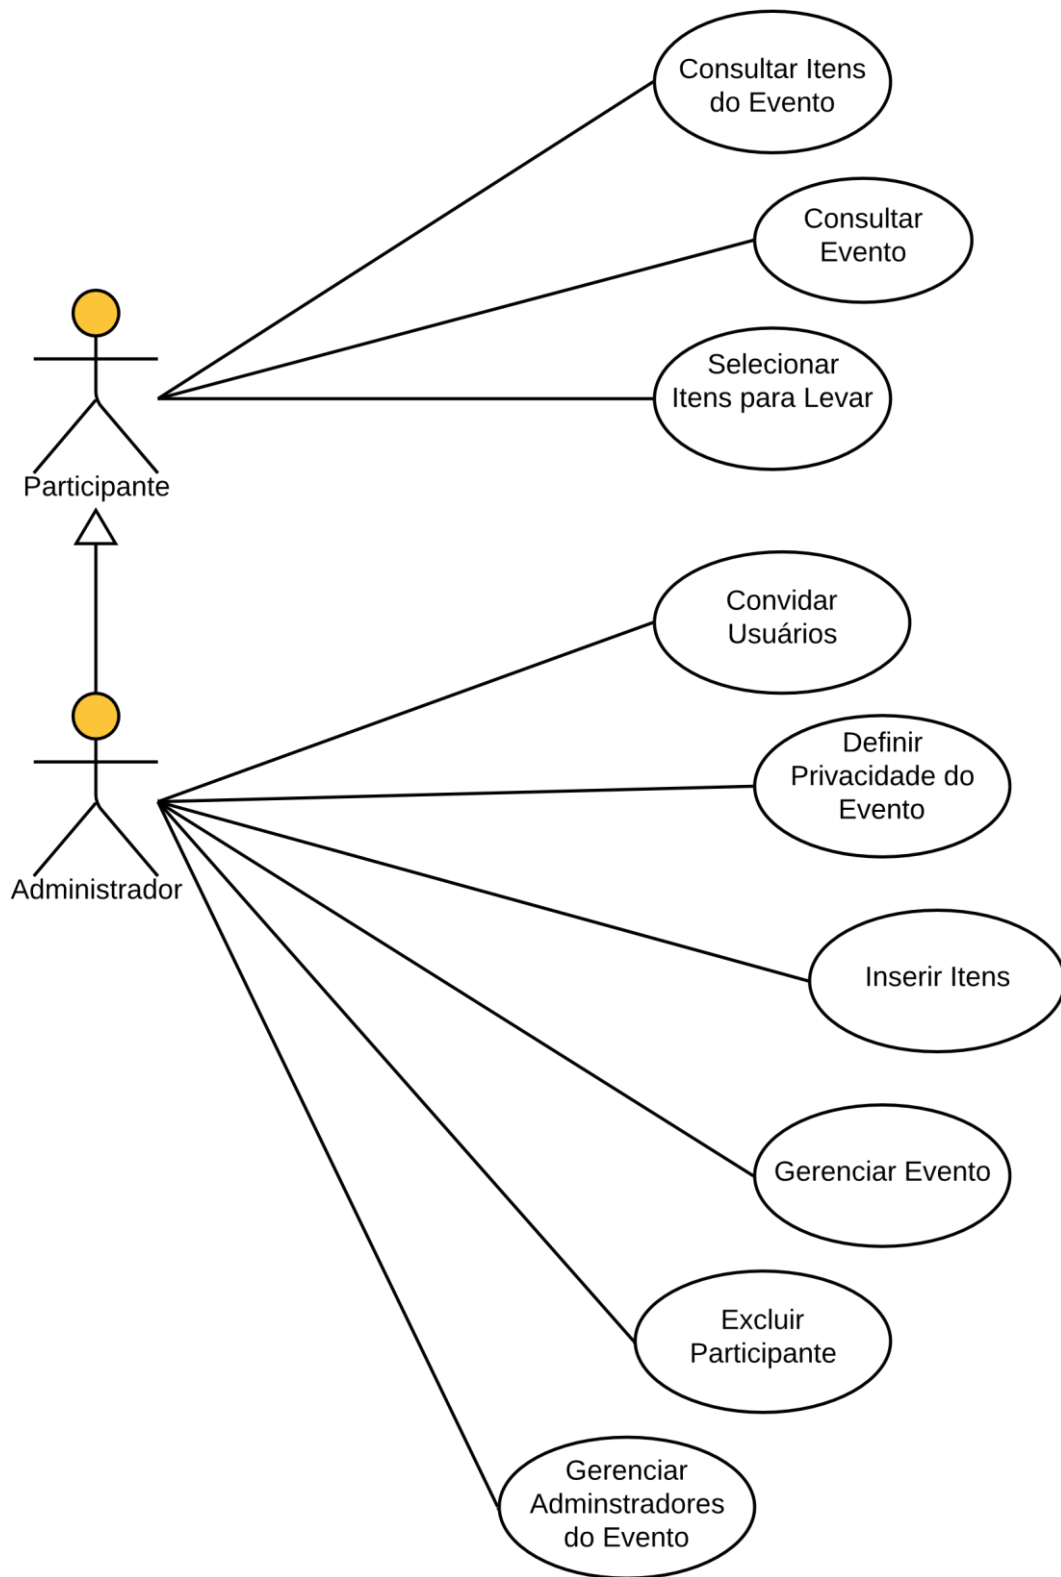 Consultar Itens
do Evento
Consultar
Evento
Selecionar
Itens para Levar
Participante
Convidar
Usuários
Definir
Privacidade do
Evento
Administrador
Inserir Itens
Gerenciar Evento
Excluir
Participante
Gerenciar
Adminstradores
do Evento